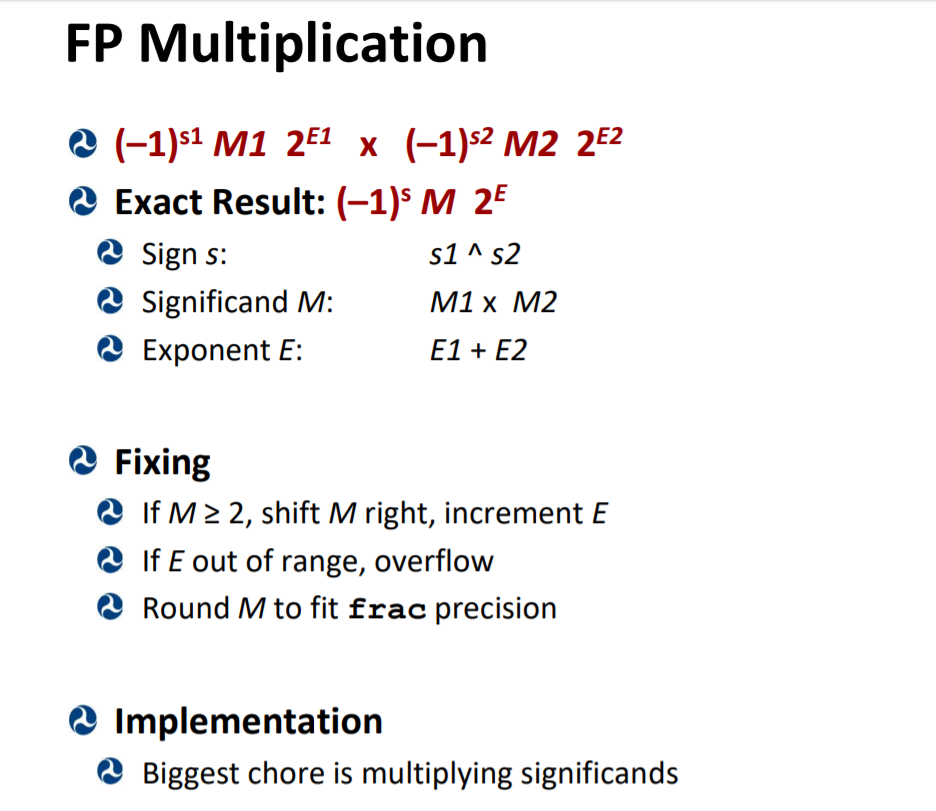 FP Multiplication
(–1)^s1 M1 2^E1 x (–1)^s2 M2 2^E2
Exact Result: (–1)^s M 2^E
Sign s: s1 ^ s2
Significand M: M1 x M2
Exponent E: E1 + E2
Fixing
If M ≥ 2, shift M right, increment E
If E out of range, overflow
Round M to fit frac precision
Implementation
Biggest chore is multiplying significands